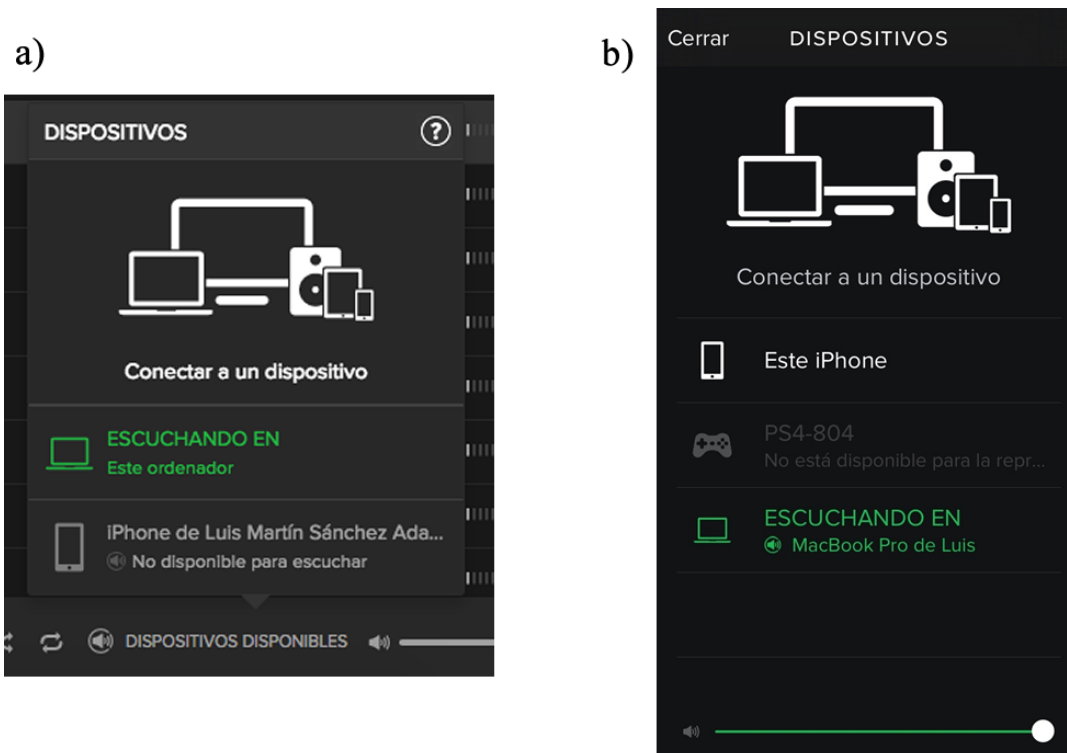 a)
DISPOSITIVOS
?
Conectar a un dispositivo
ESCUCHANDO EN
Este ordenador
iPhone de Luis Martín Sánchez Ada...
No disponible para escuchar
DISPOSITIVOS DISPONIBLES
b)
Cerrar DISPOSITIVOS
Conectar a un dispositivo
Este iPhone
PS4-804
No está disponible para la repr...
ESCUCHANDO EN
MacBook Pro de Luis